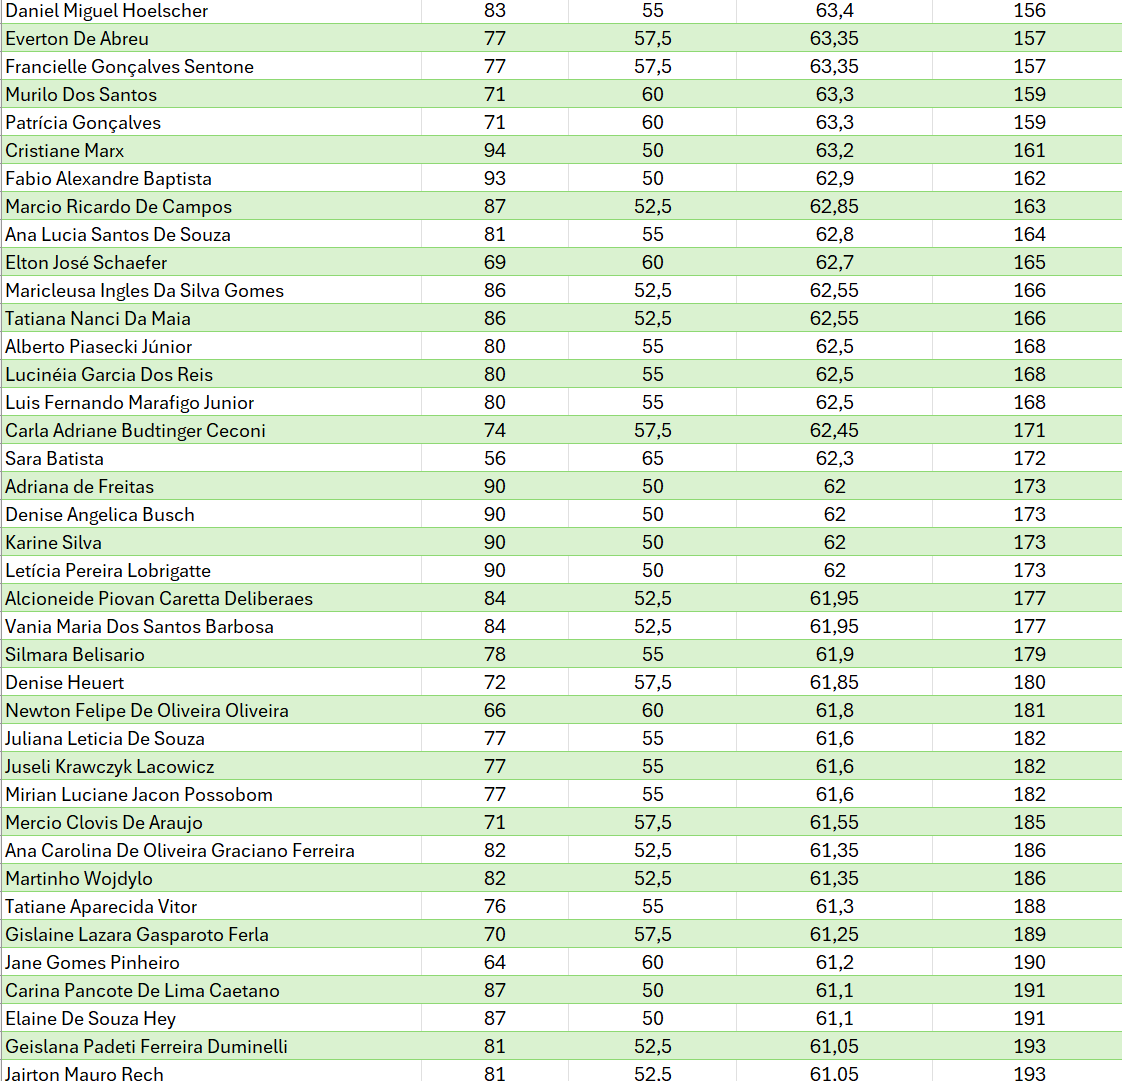 Daniel Miguel Hoelscher 83 55 63,4 156
Everton De Abreu 77 57,5 63,35 157
Francielle Gonçalves Sentone 77 57,5 63,35 157
Murilo Dos Santos 71 60 63,3 159
Patrícia Gonçalves 71 60 63,3 159
Cristiane Marx 94 50 63,2 161
Fabio Alexandre Baptista 93 50 62,9 162
Marcio Ricardo De Campos 87 52,5 62,85 163
Ana Lucia Santos De Souza 81 55 62,8 164
Elton José Schaefer 69 60 62,7 165
Maricleusa Ingles Da Silva Gomes 86 52,5 62,55 166
Tatiana Nanci Da Maia 86 52,5 62,55 166
Alberto Piasecki Júnior 80 55 62,5 168
Lucinéia Garcia Dos Reis 80 55 62,5 168
Luis Fernando Marafigo Junior 80 55 62,5 168
Carla Adriane Budtinger Ceconi 74 57,5 62,45 171
Sara Batista 56 65 62,3 172
Adriana de Freitas 90 50 62 173
Denise Angelica Busch 90 50 62 173
Karine Silva 90 50 62 173
Letícia Pereira Lobrigatte 90 50 62 173
Alcioneide Piovan Caretta Deliberaes 84 52,5 61,95 177
Vania Maria Dos Santos Barbosa 84 52,5 61,95 177
Silmara Belisario 78 55 61,9 179
Denise Heuert 72 57,5 61,85 180
Newton Felipe De Oliveira Oliveira 66 60 61,8 181
Juliana Leticia De Souza 77 55 61,6 182
Juseli Krawczyk Lacowicz 77 55 61,6 182
Mirian Luciane Jacon Possobom 77 55 61,6 182
Mercio Clovis De Araujo 71 57,5 61,55 185
Ana Carolina De Oliveira Graciano Ferreira 82 52,5 61,35 186
Martinho Wojdylo 82 52,5 61,35 186
Tatiane Aparecida Vitor 76 55 61,3 188
Gislaine Lazara Gasparoto Ferla 70 57,5 61,25 189
Jane Gomes Pinheiro 64 60 61,2 190
Carina Pancote De Lima Caetano 87 50 61,1 191
Elaine De Souza Hey 87 50 61,1 191
Geislana Padeti Ferreira Duminelli 81 52,5 61,05 193
Jairton Mauro Rech 81 52,5 61,05 193